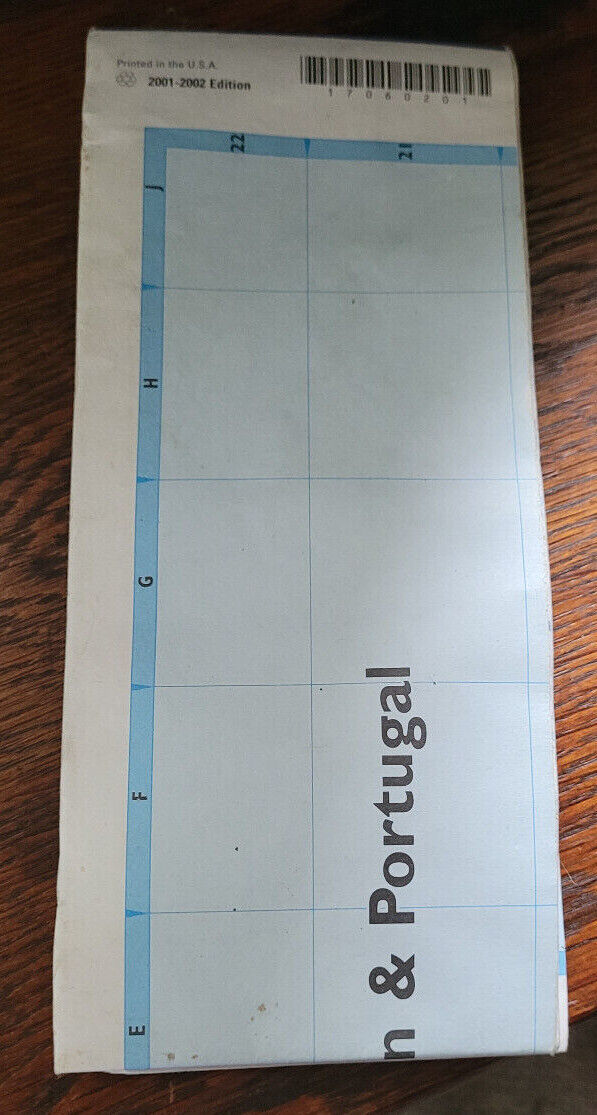 Printed in the U.S.A.
2001-2002 Edition
17060201
22
21
J
H
G
F
E
n & Portugal